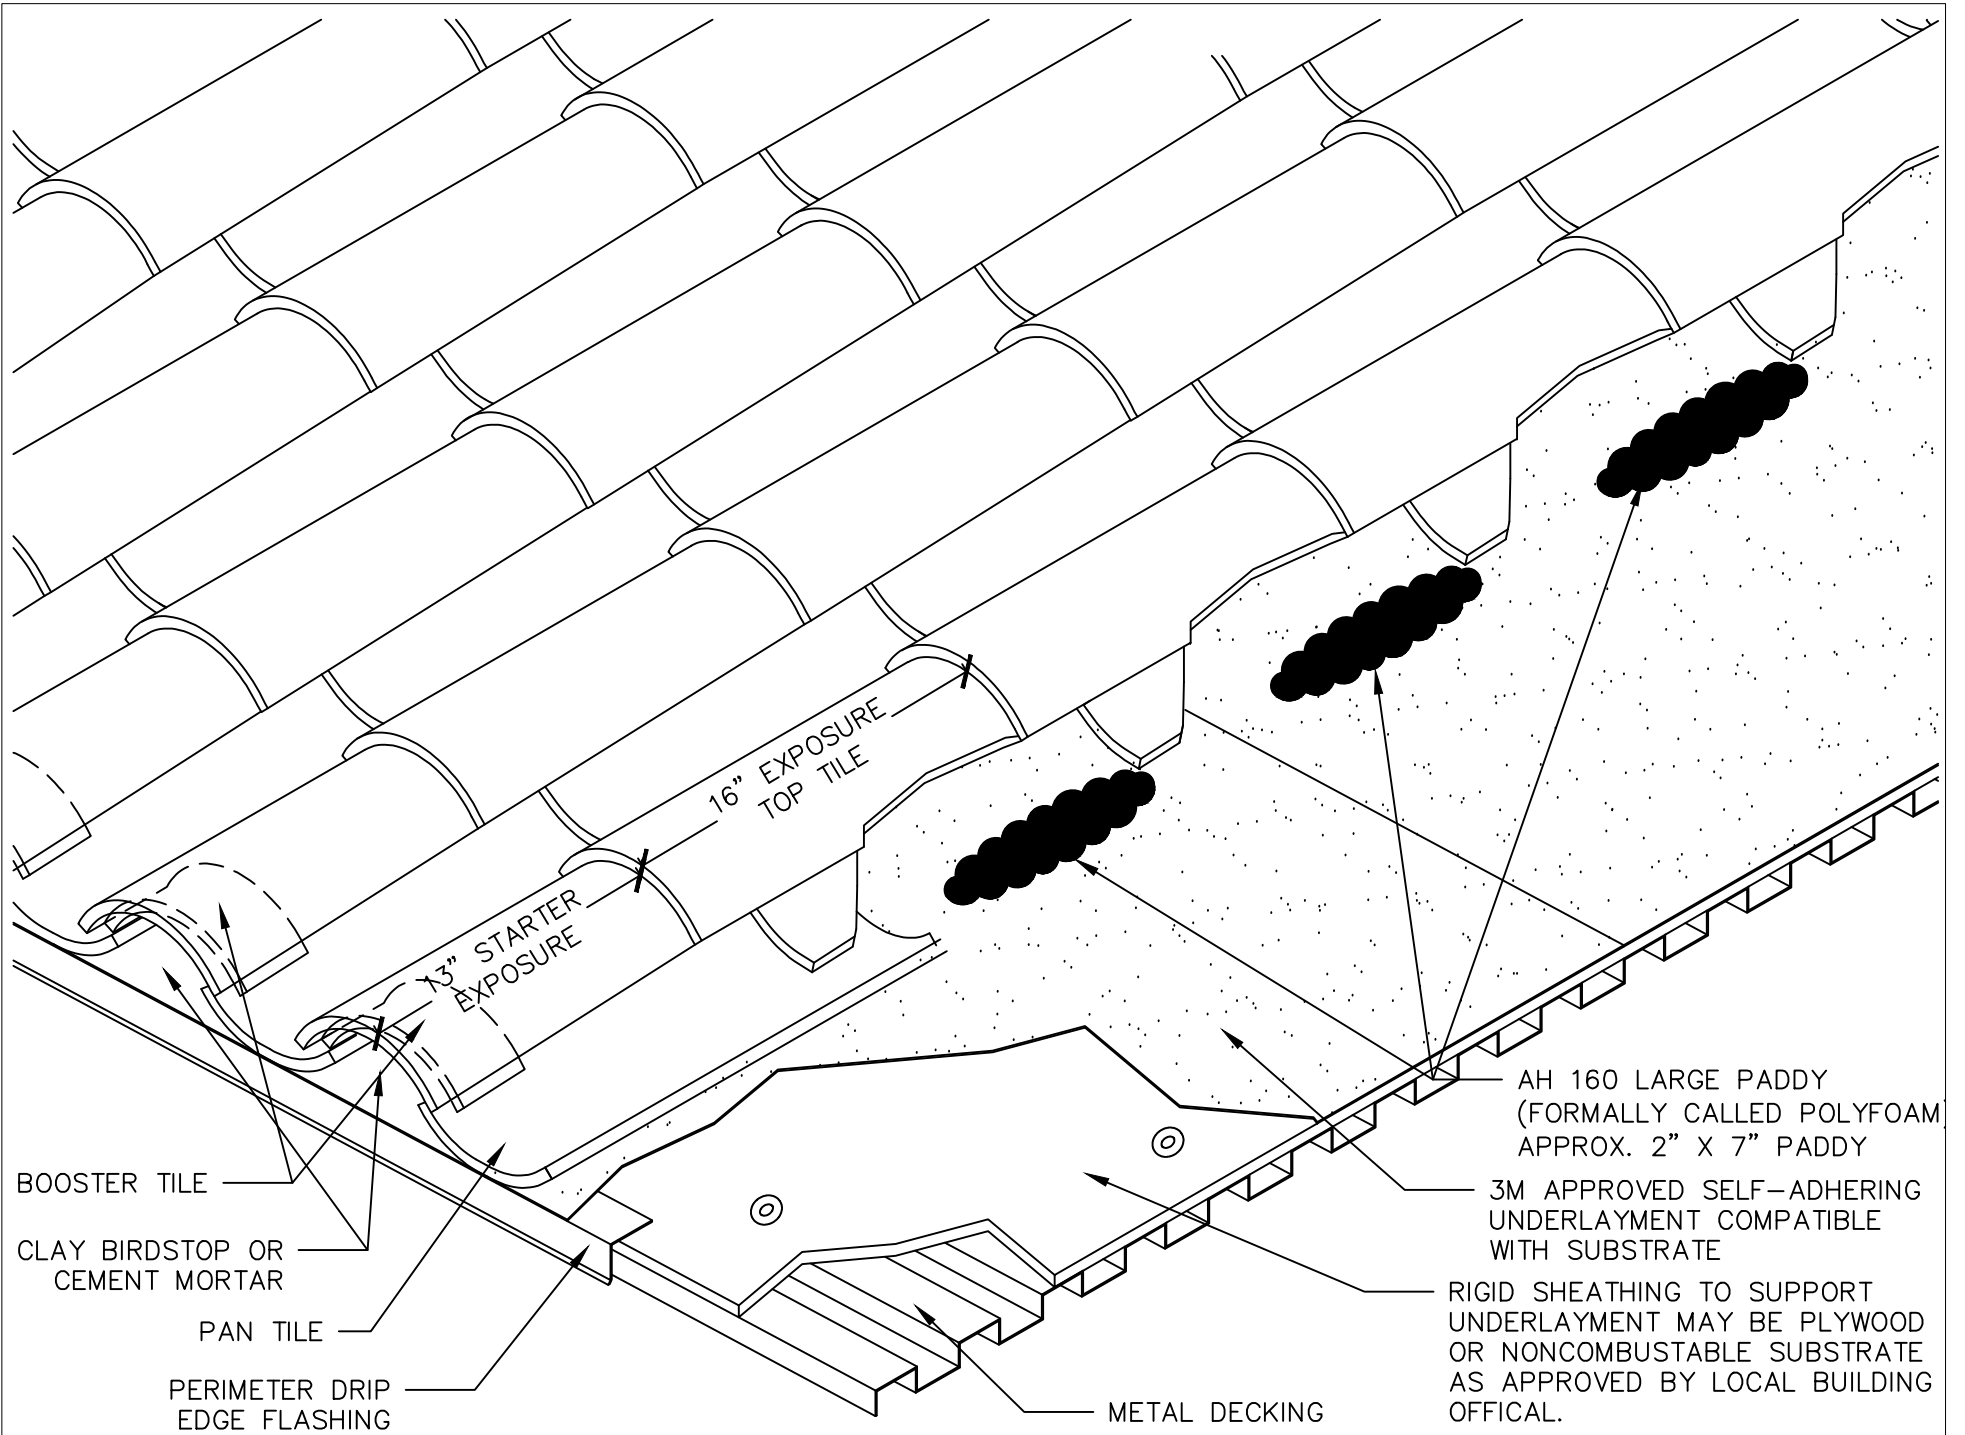 16” EXPOSURE
TOP TILE
13” STARTER
EXPOSURE
BOOSTER TILE
CLAY BIRDSTOP OR
CEMENT MORTAR
PAN TILE
PERIMETER DRIP
EDGE FLASHING
METAL DECKING
AH 160 LARGE PADDY
(FORMALLY CALLED POLYFOAM)
APPROX. 2” X 7” PADDY
3M APPROVED SELF-ADHERING
UNDERLAYMENT COMPATIBLE
WITH SUBSTRATE
RIGID SHEATHING TO SUPPORT
UNDERLAYMENT MAY BE PLYWOOD
OR NONCOMBUSTABLE SUBSTRATE
AS APPROVED BY LOCAL BUILDING
OFFICAL.